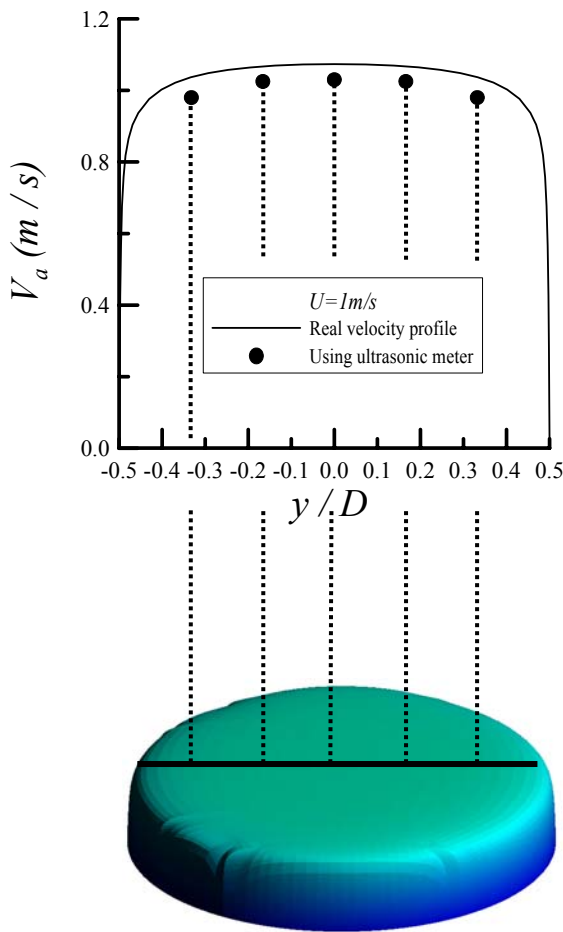 1.2
0.8
0.4
0.0
V_a (m / s)
U=1m/s
Real velocity profile
Using ultrasonic meter
-0.5 -0.4 -0.3 -0.2 -0.1 0.0 0.1 0.2 0.3 0.4 0.5
y / D